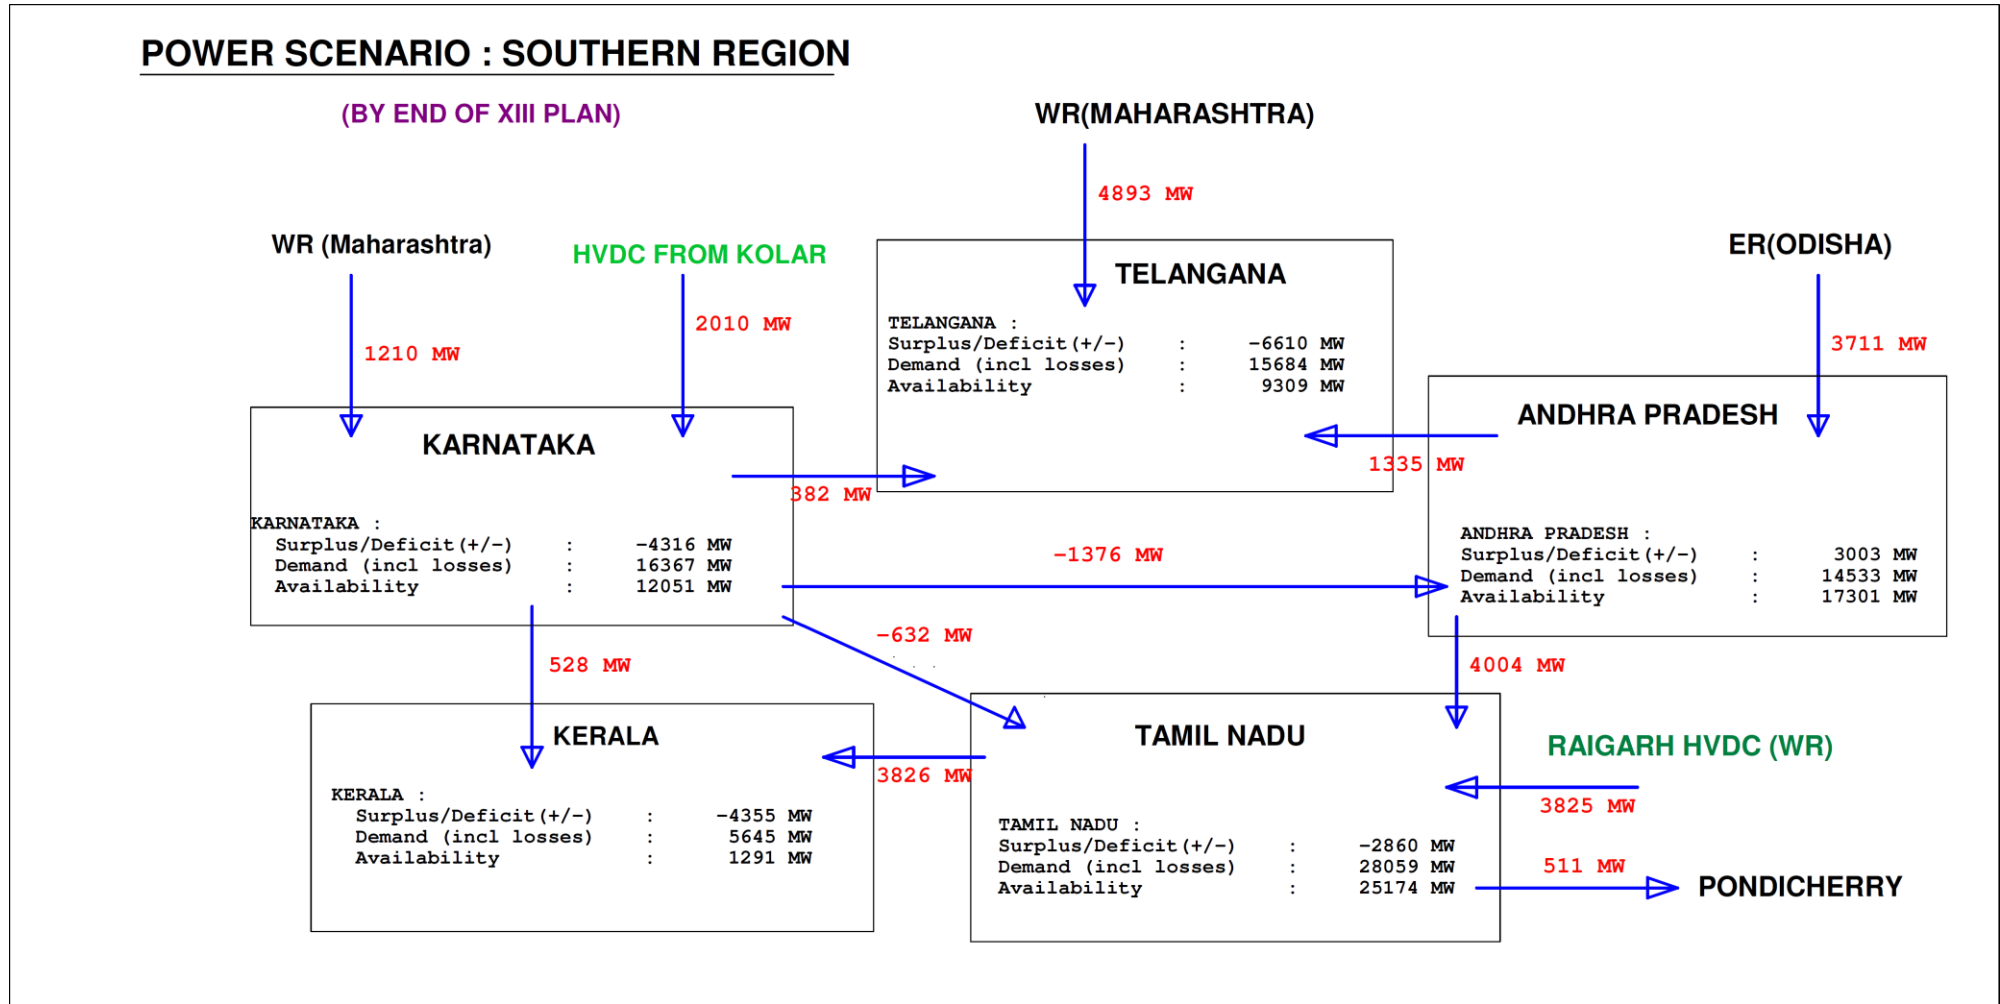 POWER SCENARIO : SOUTHERN REGION
(BY END OF XIII PLAN)
WR(MAHARASHTRA)
4893 MW
WR (Maharashtra)
HVDC FROM KOLAR
ER(ODISHA)
1210 MW
2010 MW
3711 MW
TELANGANA
TELANGANA :
Surplus/Deficit(+/-) : -6610 MW
Demand (incl losses) : 15684 MW
Availability : 9309 MW
KARNATAKA
382 MW
1335 MW
ANDHRA PRADESH
KARNATAKA :
Surplus/Deficit(+/-) : -4316 MW
Demand (incl losses) : 16367 MW
Availability : 12051 MW
-1376 MW
ANDHRA PRADESH :
Surplus/Deficit(+/-) : 3003 MW
Demand (incl losses) : 14533 MW
Availability : 17301 MW
528 MW
-632 MW
4004 MW
KERALA
3826 MW
TAMIL NADU
RAIGARH HVDC (WR)
3825 MW
KERALA :
Surplus/Deficit(+/-) : -4355 MW
Demand (incl losses) : 5645 MW
Availability : 1291 MW
TAMIL NADU :
Surplus/Deficit(+/-) : -2860 MW
Demand (incl losses) : 28059 MW
Availability : 25174 MW
511 MW
PONDICHERRY